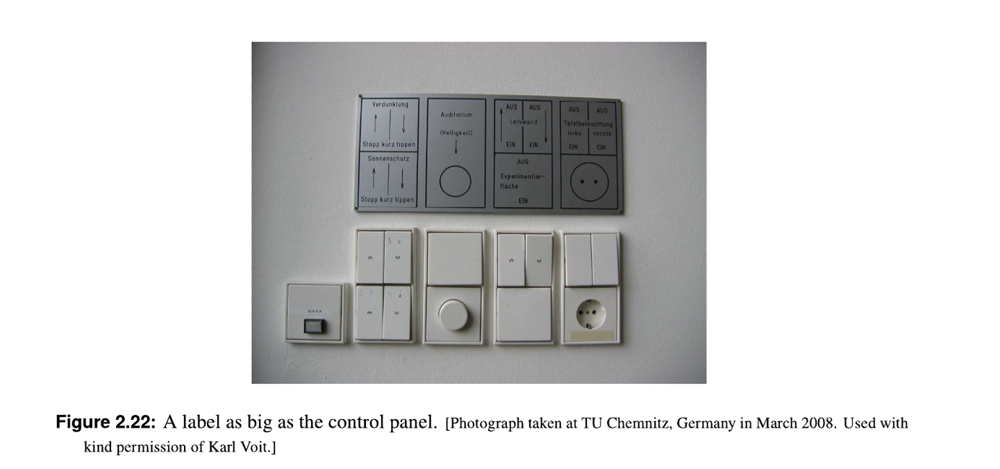 Verdunklung
Stopp kurz tippen
Sonnenschutz
Stopp kurz tippen
Auditorium
(Helligkeit)
AUS AUS
Leinwand
EIN EIN
AUS
Experimentier-
fläche
EIN
AUS AUS
Tafelbeleuchtung
links rechts
EIN EIN
Figure 2.22: A label as big as the control panel. [Photograph taken at TU Chemnitz, Germany in March 2008. Used with
kind permission of Karl Voit.]